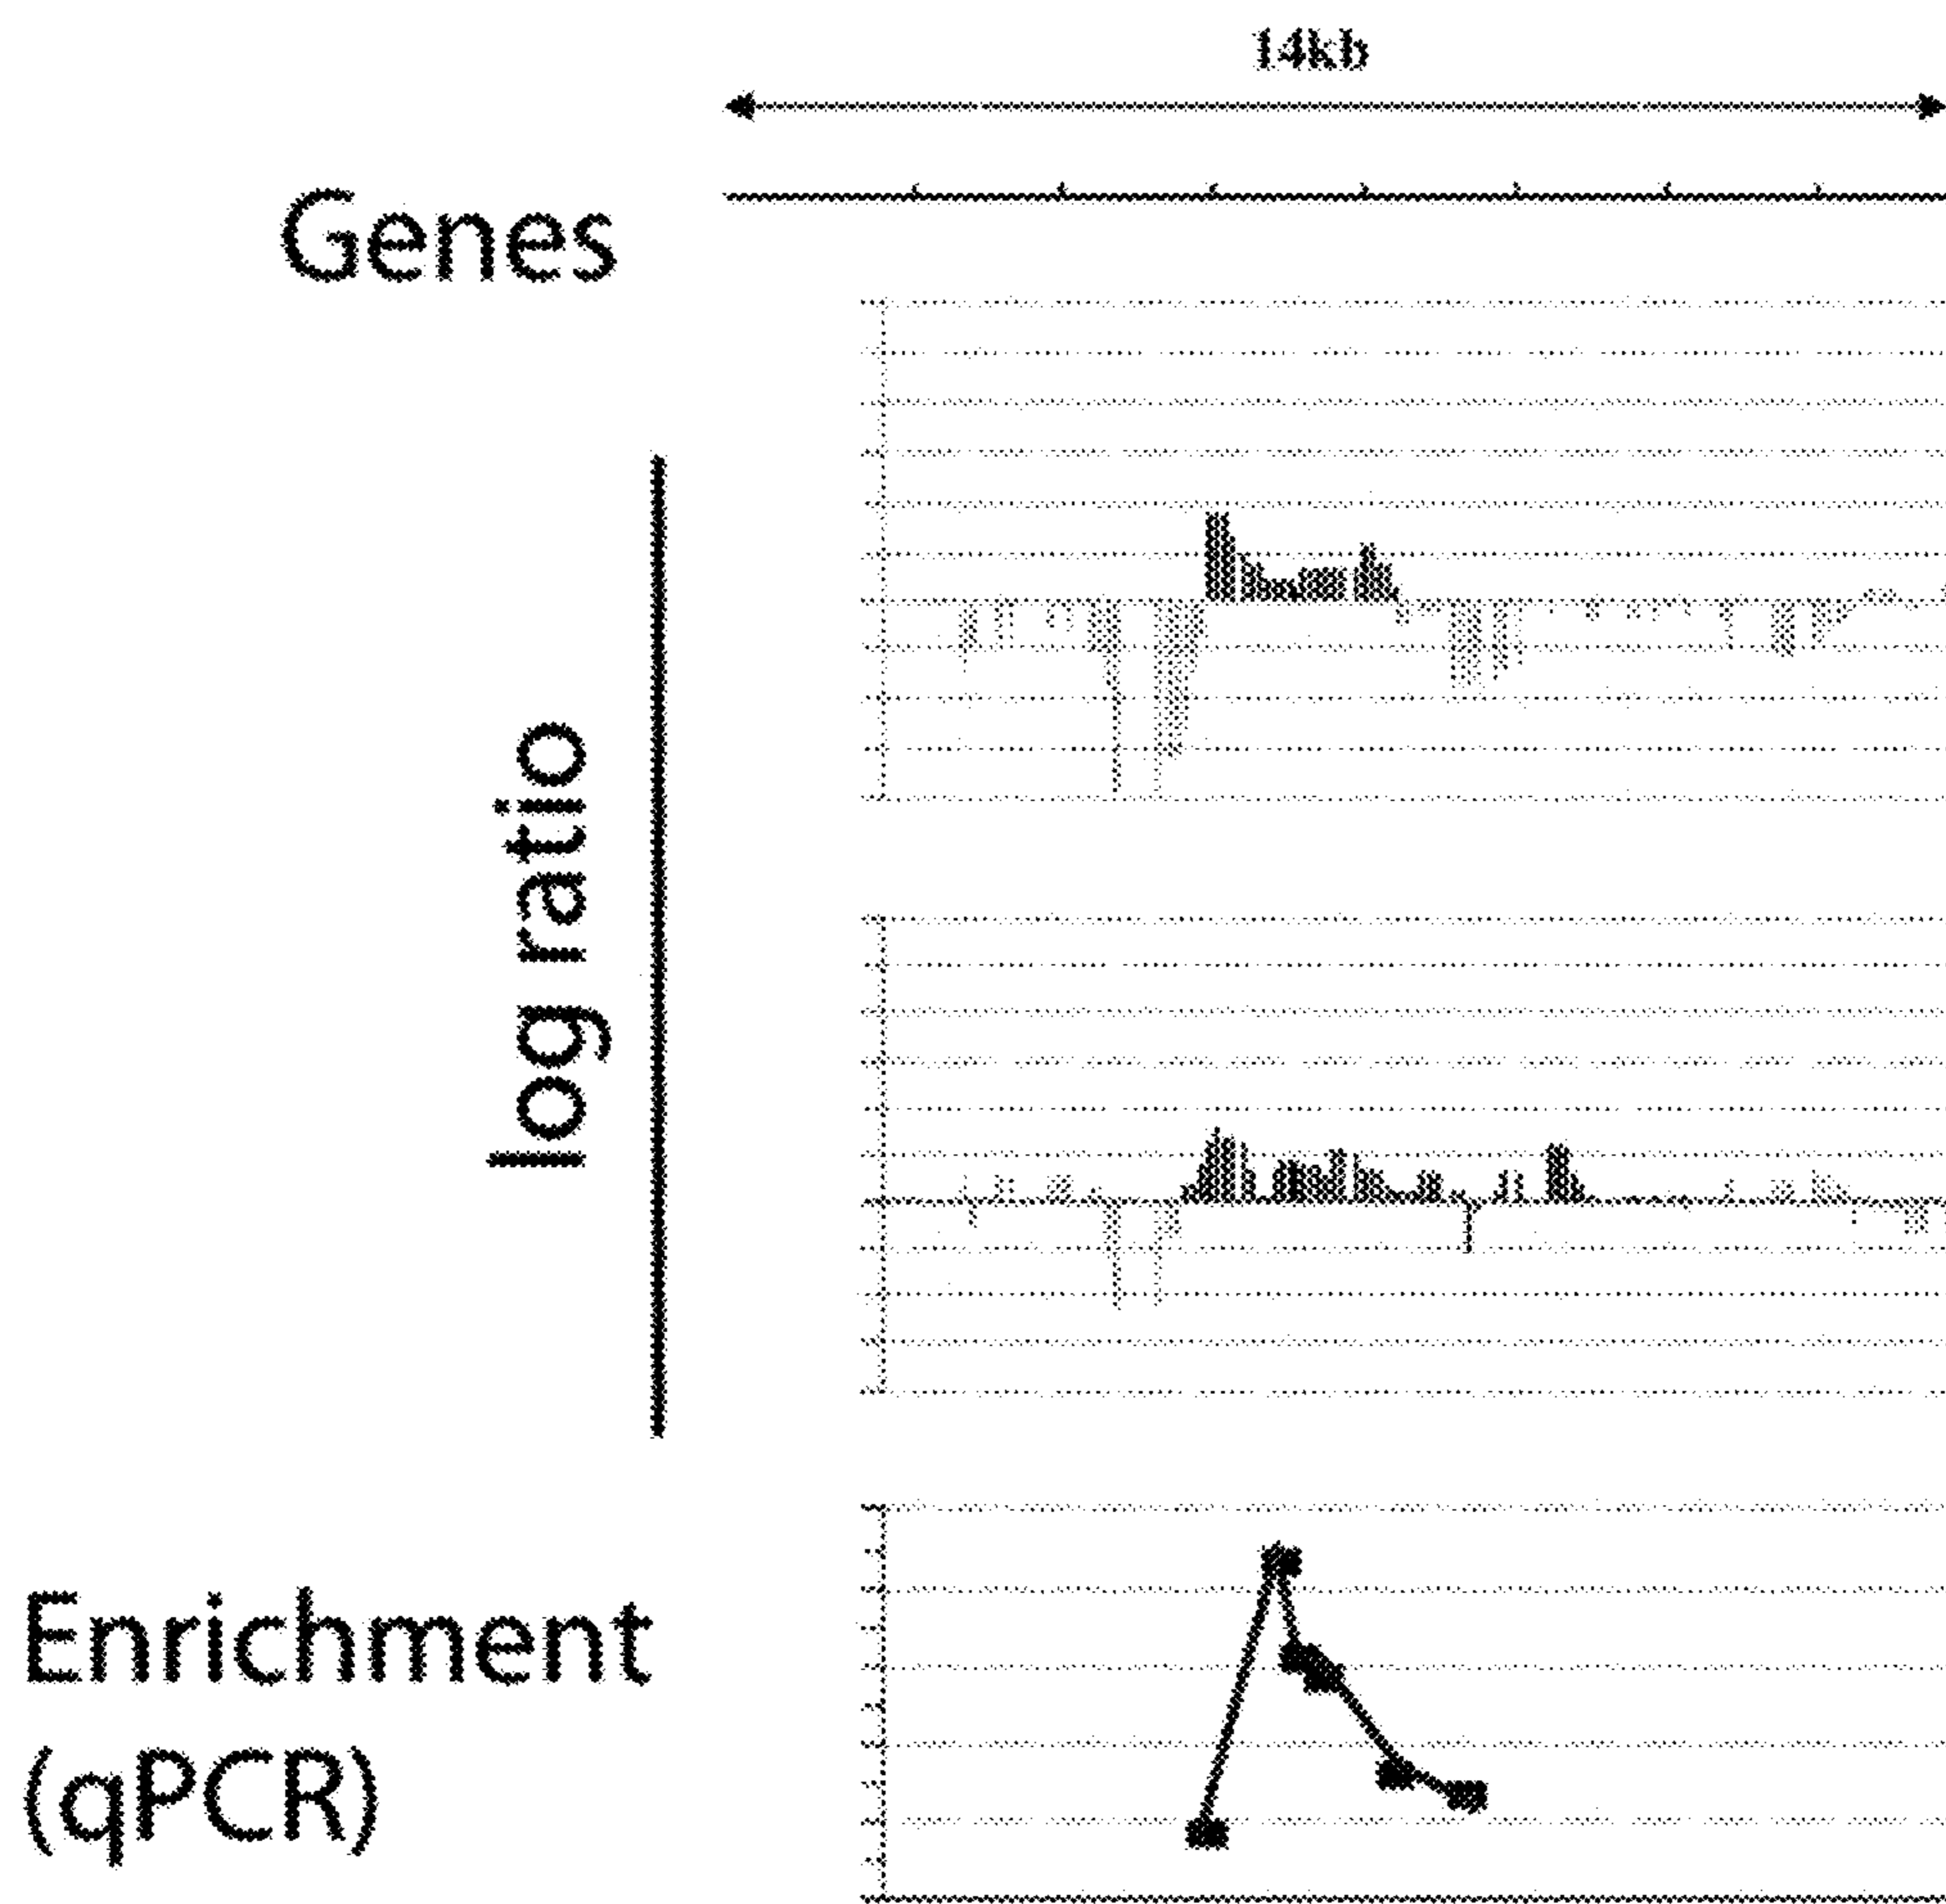 14kb
Genes
log ratio
Enrichment
(qPCR)